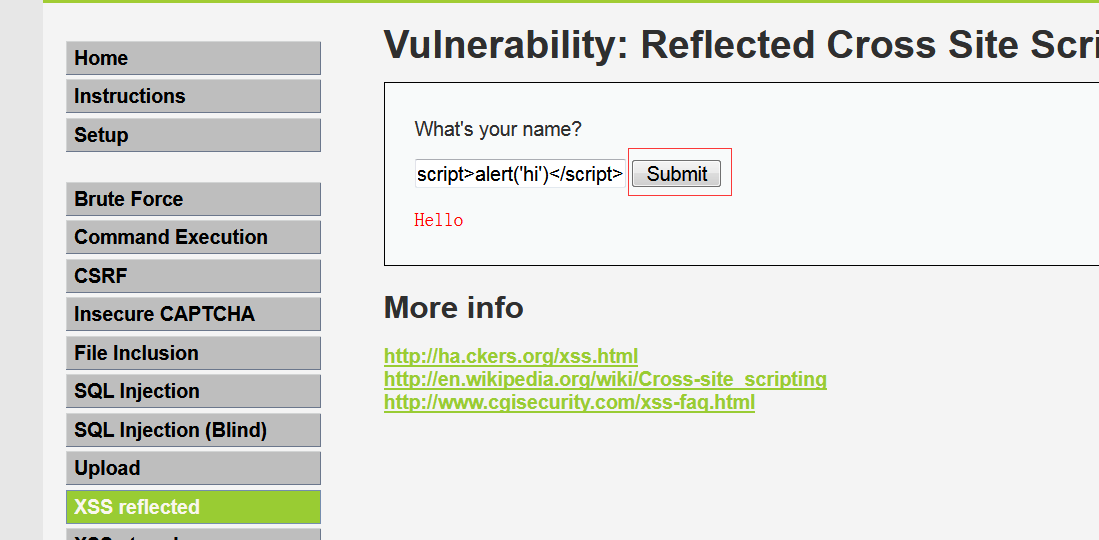 Home
Instructions
Setup
Brute Force
Command Execution
CSRF
Insecure CAPTCHA
File Inclusion
SQL Injection
SQL Injection (Blind)
Upload
XSS reflected
Vulnerability: Reflected Cross Site Scri
What's your name?
script>alert('hi')</script> Submit
Hello
More info
http://ha.ckers.org/xss.html
http://en.wikipedia.org/wiki/Cross-site_scripting
http://www.cgisecurity.com/xss-faq.html